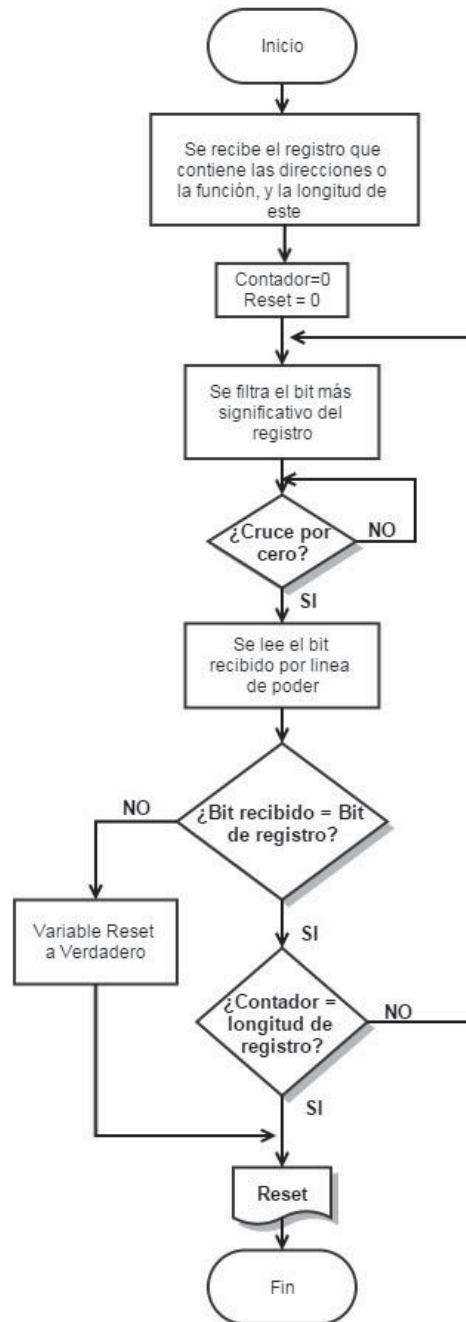 Inicio
Se recibe el registro que
contiene las direcciones o
la función, y la longitud de
este
Contador=0
Reset = 0
Se filtra el bit más
significativo del
registro
¿Cruce por
cero?
NO
SI
Se lee el bit
recibido por linea
de poder
¿Bit recibido = Bit
de registro?
NO
SI
Variable Reset
a Verdadero
¿Contador =
longitud de
registro?
NO
SI
Reset
Fin